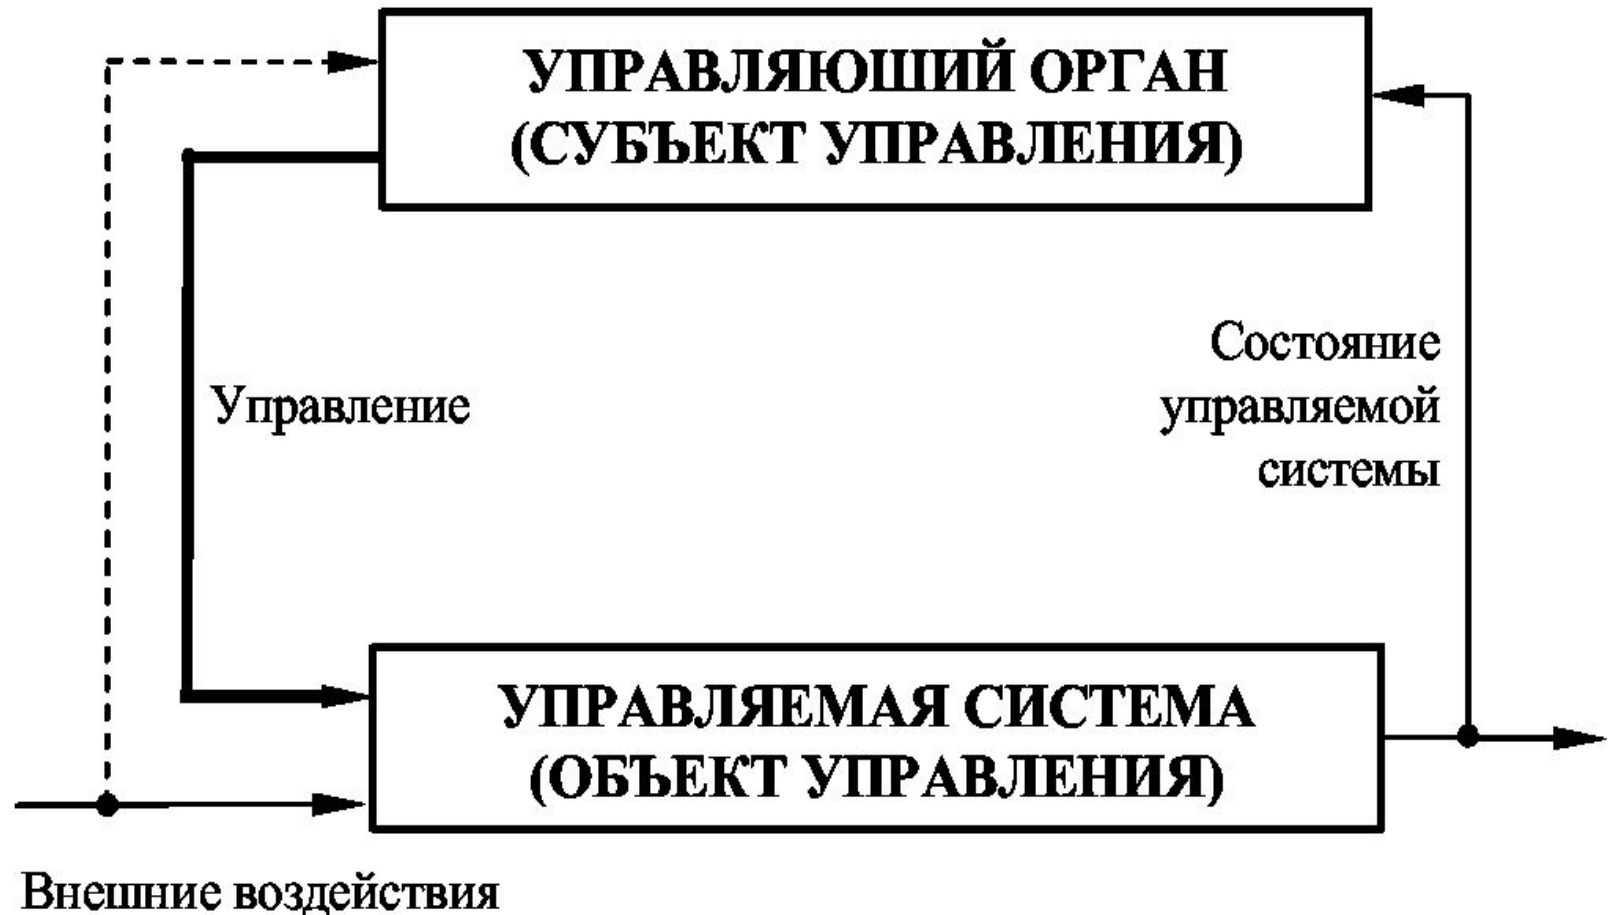 УПРАВЛЯЮШИЙ ОРГАН
(СУБЪЕКТ УПРАВЛЕНИЯ)
Управление
Состояние
управляемой
системы
УПРАВЛЯЕМАЯ СИСТЕМА
(ОБЪЕКТ УПРАВЛЕНИЯ)
Внешние воздействия